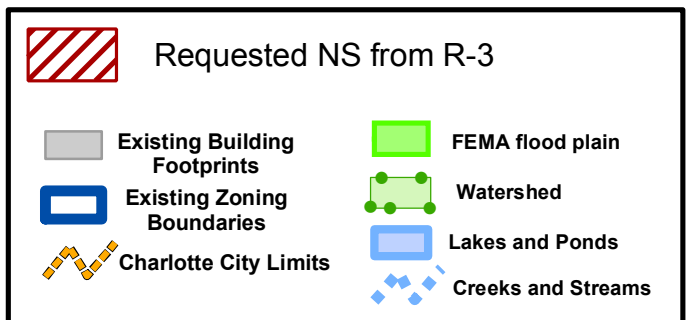 Requested NS from R-3
Existing Building
Footprints
Existing Zoning
Boundaries
Charlotte City Limits
FEMA flood plain
Watershed
Lakes and Ponds
Creeks and Streams